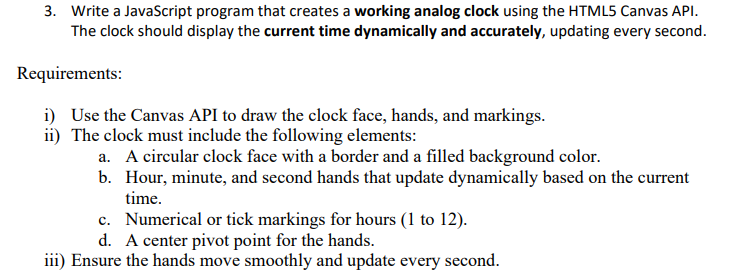 3. Write a JavaScript program that creates a working analog clock using the HTML5 Canvas API.
The clock should display the current time dynamically and accurately, updating every second.
Requirements:
i) Use the Canvas API to draw the clock face, hands, and markings.
ii) The clock must include the following elements:
a. A circular clock face with a border and a filled background color.
b. Hour, minute, and second hands that update dynamically based on the current
time.
c. Numerical or tick markings for hours (1 to 12).
d. A center pivot point for the hands.
iii) Ensure the hands move smoothly and update every second.